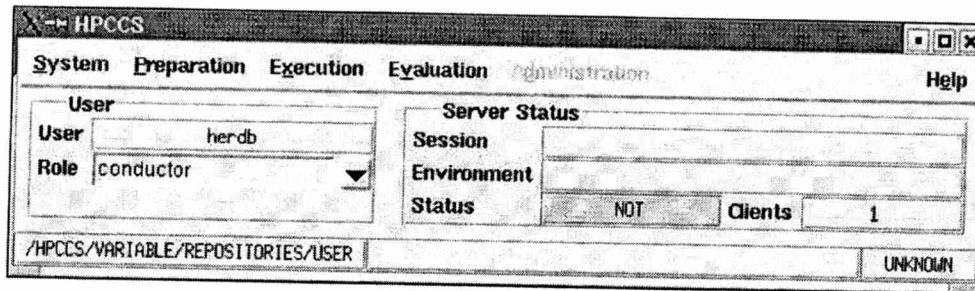 HPCCS
System Preparation Execution Evaluation Administration Help
User
User herdb
Role conductor
Server Status
Session
Environment
Status NOT Clients 1
/HPCCS/VARIABLE/REPOSITORIES/USER UNKNOWN